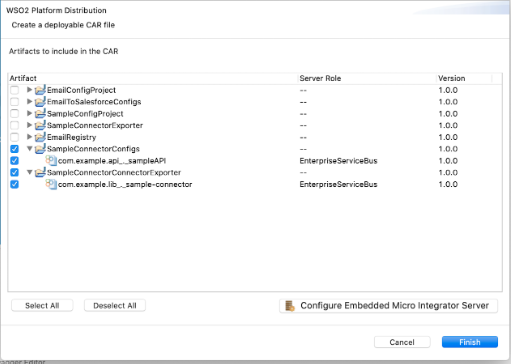 WSO2 Platform Distribution
Create a deployable CAR file
Artifacts to include in the CAR
Artifact Server Role Version
EmailConfigProject -- 1.0.0
EmailToSalesforceConfigs -- 1.0.0
SampleConfigProject -- 1.0.0
SampleConnectorExporter -- 1.0.0
EmailRegistry -- 1.0.0
SampleConnectorConfigs -- 1.0.0
com.example.api_._sampleAPI EnterpriseServiceBus 1.0.0
SampleConnectorConnectorExporter -- 1.0.0
com.example.lib_._sample-connector EnterpriseServiceBus 1.0.0
Select All Deselect All Configure Embedded Micro Integrator Server
Cancel Finish
Editor